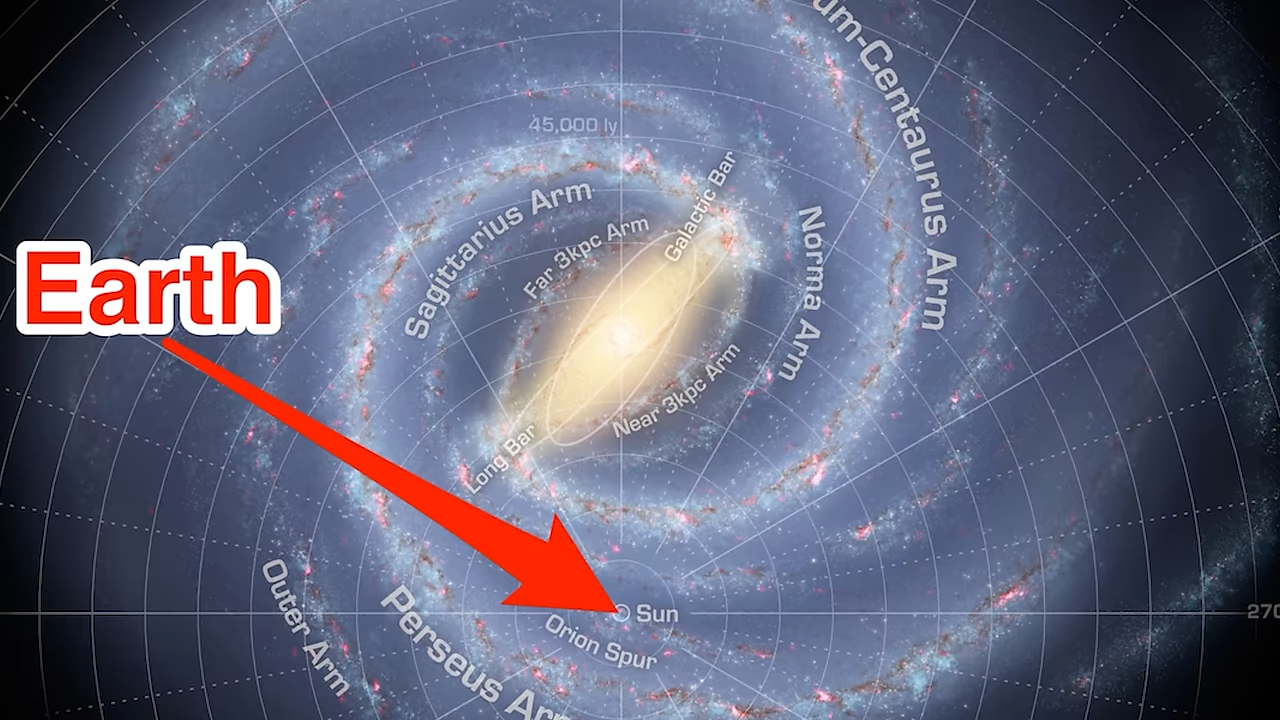 um-Centaurus Arm
45,000 ly
Sagittarius Arm
Far 3kpc Arm
Galactic Bar
Norma Arm
Earth
Near 3kpc Arm
Long Bar
Outer Arm
Perseus Arm
Sun
Orion Spur
270